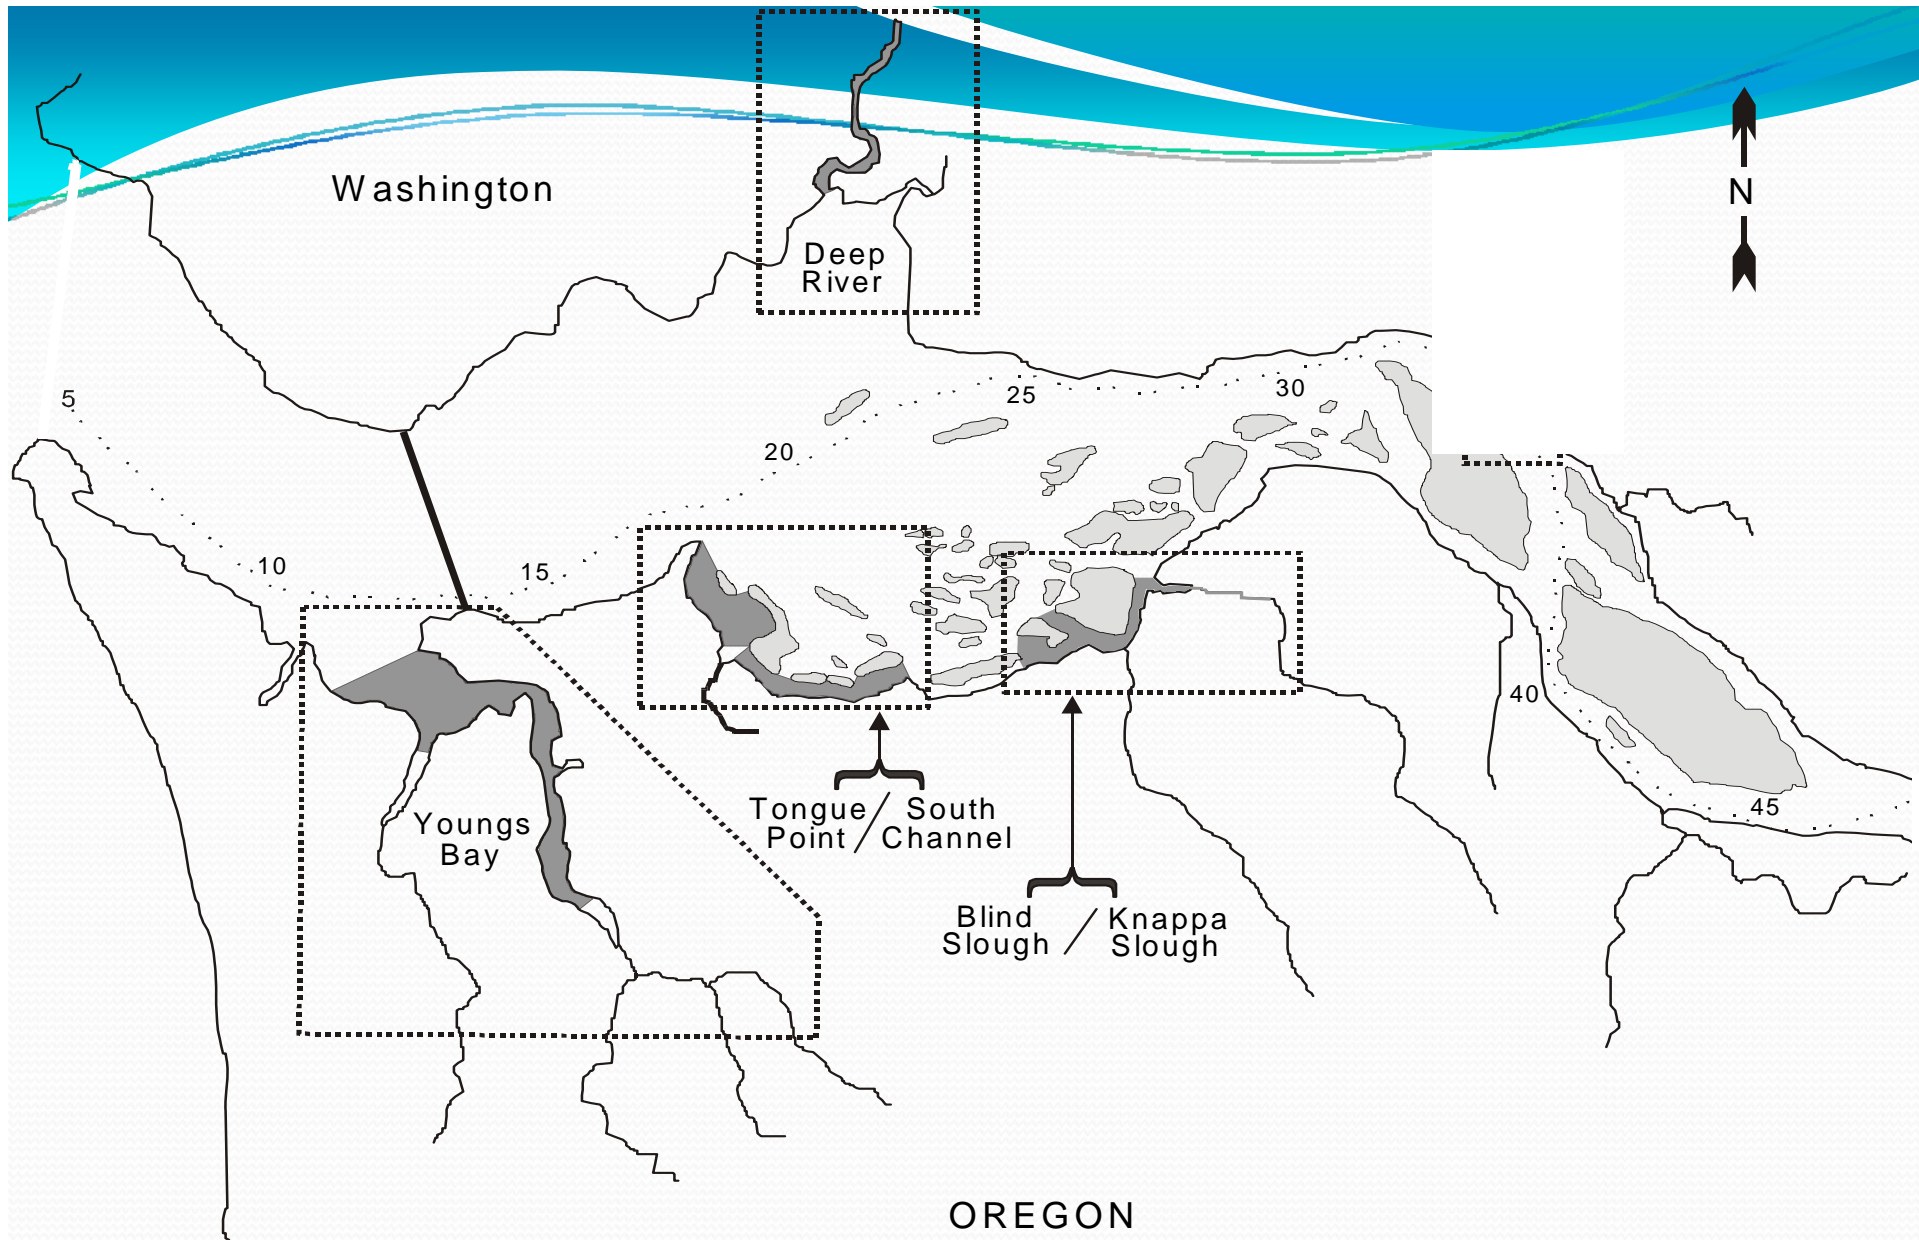 Washington
N
Deep
River
25
30
5
20
10
15
40
45
Tongue / South
Point / Channel
Youngs
Bay
Blind / Knappa
Slough / Slough
OREGON